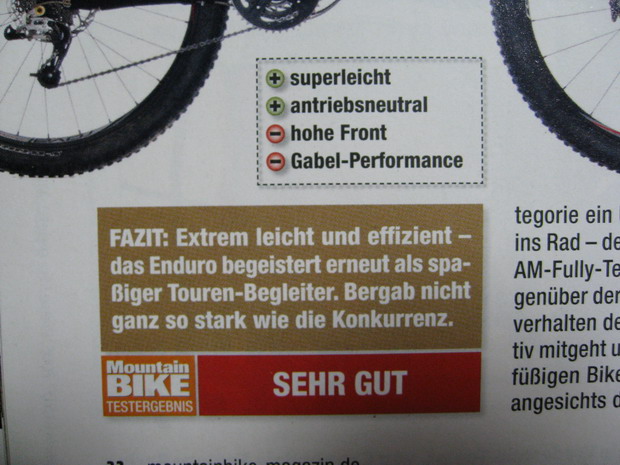 superleicht
antriebsneutral
hohe Front
Gabel-Performance
FAZIT: Extrem leicht und effizient –
das Enduro begeistert erneut als spa-
ßiger Touren-Begleiter. Bergab nicht
ganz so stark wie die Konkurrenz.
Mountain
BIKE
TESTERGEBNIS
SEHR GUT
tegorie ein
ins Rad – de
AM-Fully-Te
genüber der
verhalten de
tiv mitgeht u
füßigen Bike
angesichts d
mountainbike-magazin.de